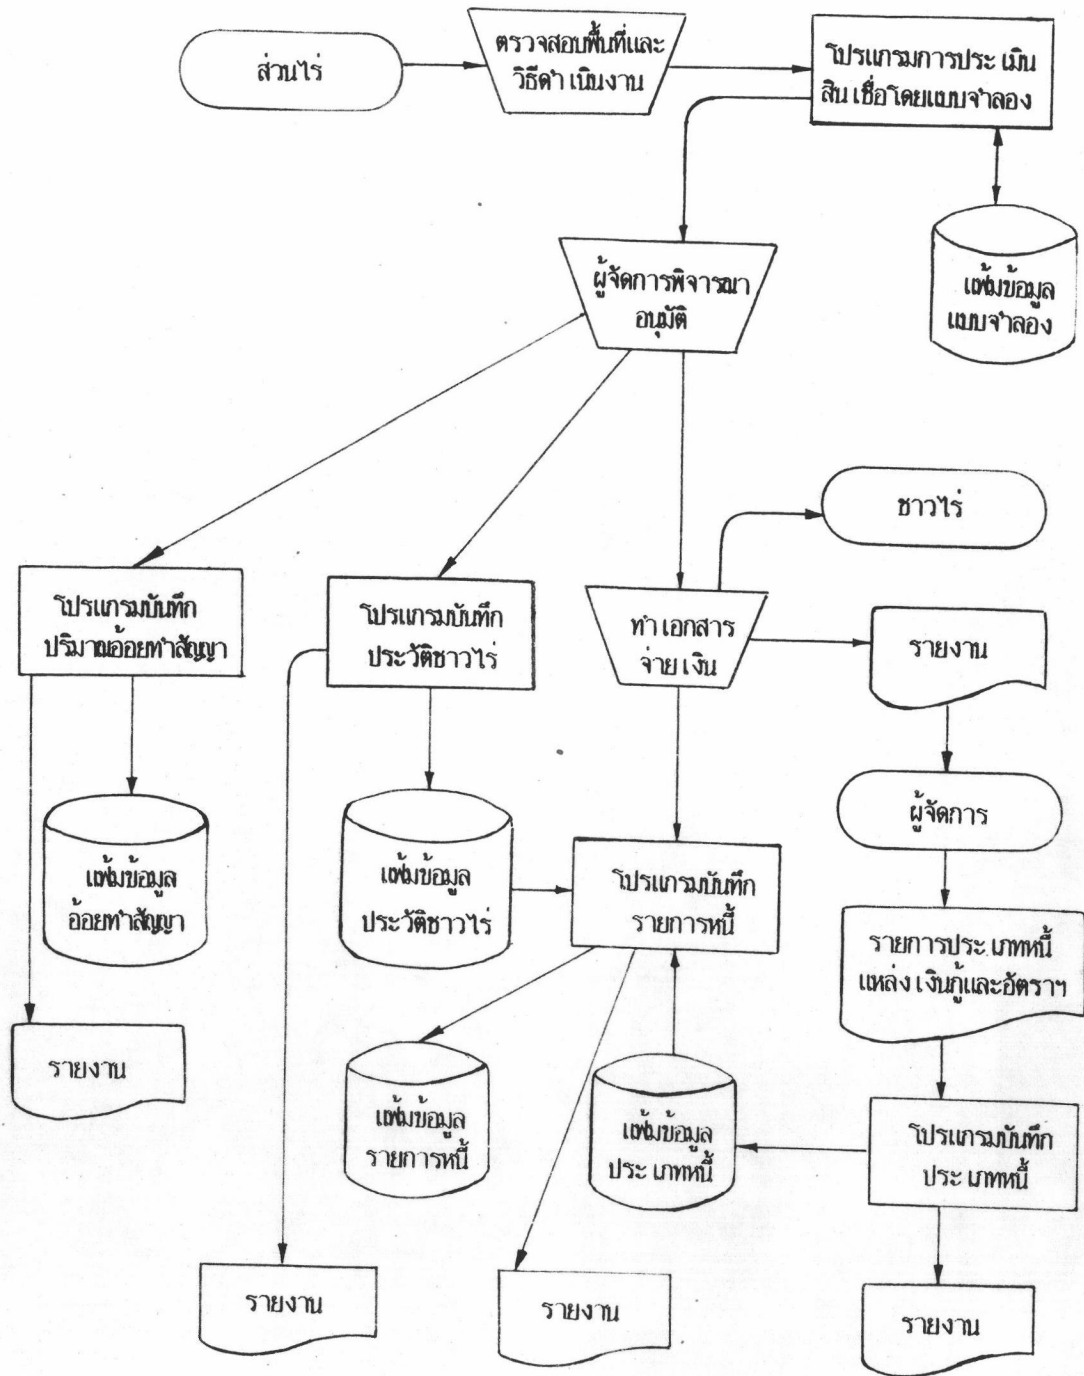 ส่วนไร่
ตรวจสอบพื้นที่และ
วิธีดำเนินงาน
โปรแกรมการประเมิน
สินเชื่อโดยแบบจำลอง
แฟ้มข้อมูล
แบบจำลอง
ผู้จัดการพิจารณา
อนุมัติ
ชาวไร่
โปรแกรมบันทึก
ปริมาณอ้อยทำสัญญา
โปรแกรมบันทึก
ประวัติชาวไร่
ทำเอกสาร
จ่ายเงิน
รายงาน
ผู้จัดการ
แฟ้มข้อมูล
อ้อยทำสัญญา
แฟ้มข้อมูล
ประวัติชาวไร่
โปรแกรมบันทึก
รายการหนี้
รายการประเภทหนี้
แหล่งเงินกู้และอัตราฯ
รายงาน
แฟ้มข้อมูล
รายการหนี้
แฟ้มข้อมูล
ประเภทหนี้
โปรแกรมบันทึก
ประเภทหนี้
รายงาน
รายงาน
รายงาน